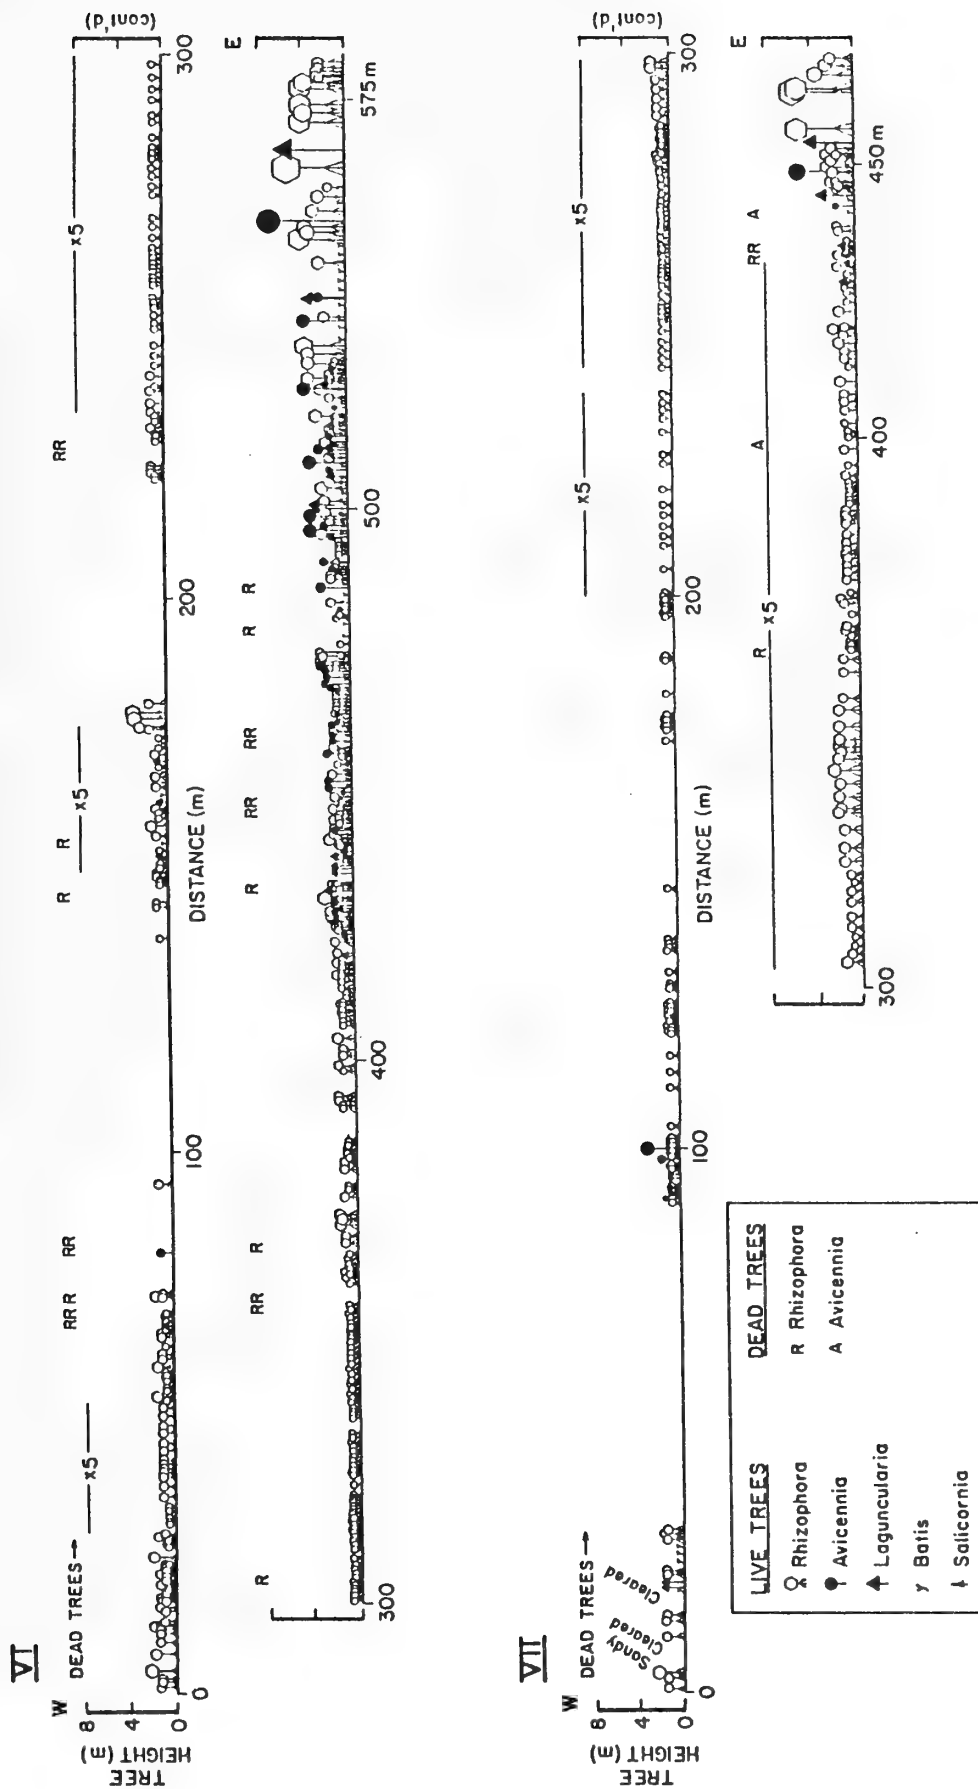 VI
W
DEAD TREES→ —x5— RRR RR R R —x5— RR —x5—
TREE
HEIGHT (m)
8
4
0
(cont'd)
0 100 200 300
DISTANCE (m)
E
R RR R R RR RR R R
300 400 500 575m
VII
W
DEAD TREES→ —x5— —x5—
Cleared
Sandy
Cleared
TREE
HEIGHT (m)
8
4
0
(cont'd)
0 100 200 300
DISTANCE (m)
E
R —x5— A RR A
300 400 450m
LIVE TREES
Rhizophora
Avicennia
Laguncularia
Batis
Salicornia
DEAD TREES
R Rhizophora
A Avicennia